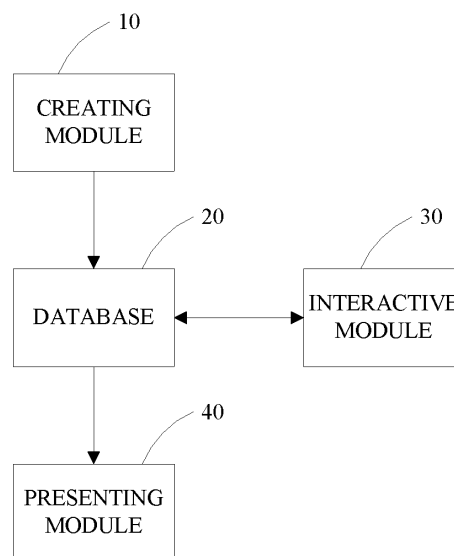 10
CREATING
MODULE
20
30
DATABASE
INTERACTIVE
MODULE
40
PRESENTING
MODULE